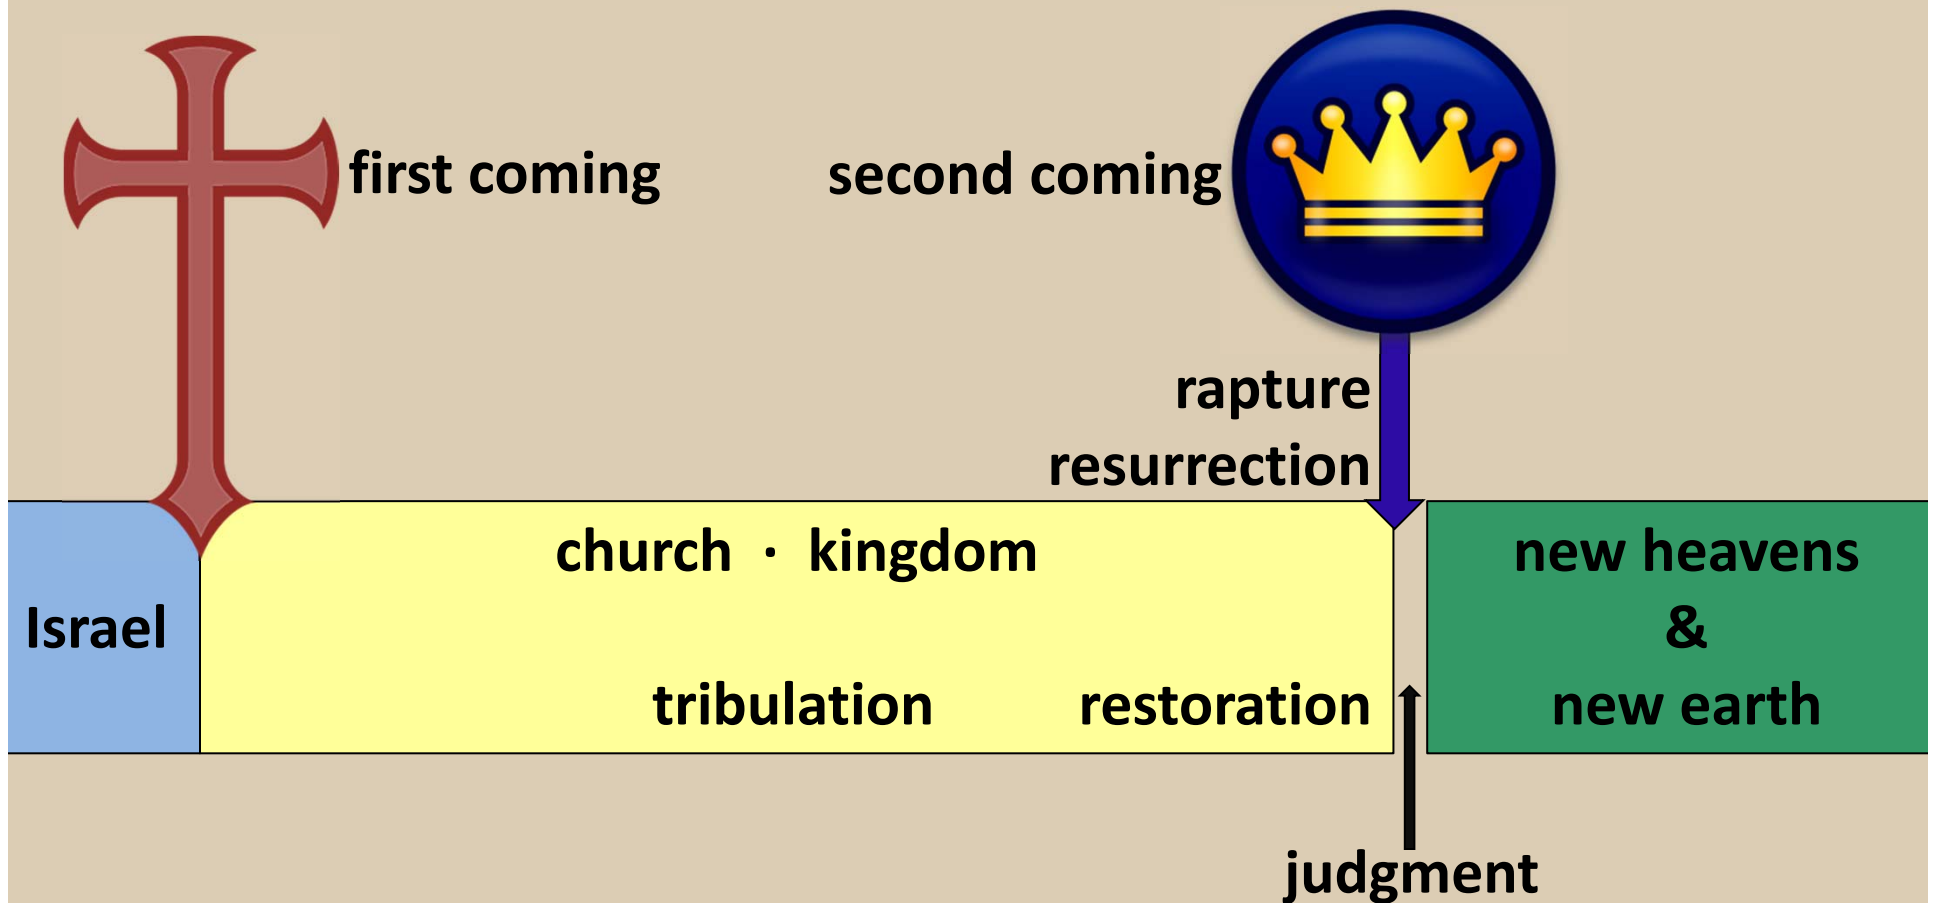 first coming
second coming
rapture
resurrection
church · kingdom
Israel
tribulation
restoration
new heavens
&
new earth
judgment